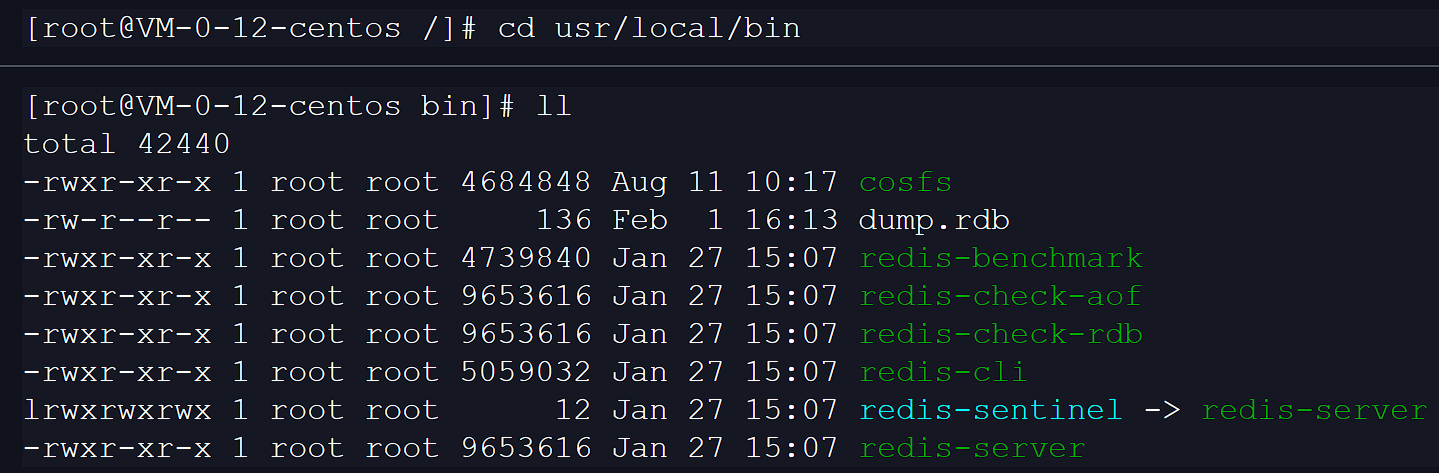 [root@VM-0-12-centos /]# cd usr/local/bin
[root@VM-0-12-centos bin]# ll
total 42440
-rwxr-xr-x 1 root root 4684848 Aug 11 10:17 cosfs
-rw-r--r-- 1 root root     136 Feb  1 16:13 dump.rdb
-rwxr-xr-x 1 root root 4739840 Jan 27 15:07 redis-benchmark
-rwxr-xr-x 1 root root 9653616 Jan 27 15:07 redis-check-aof
-rwxr-xr-x 1 root root 9653616 Jan 27 15:07 redis-check-rdb
-rwxr-xr-x 1 root root 5059032 Jan 27 15:07 redis-cli
lrwxrwxrwx 1 root root      12 Jan 27 15:07 redis-sentinel -> redis-server
-rwxr-xr-x 1 root root 9653616 Jan 27 15:07 redis-server